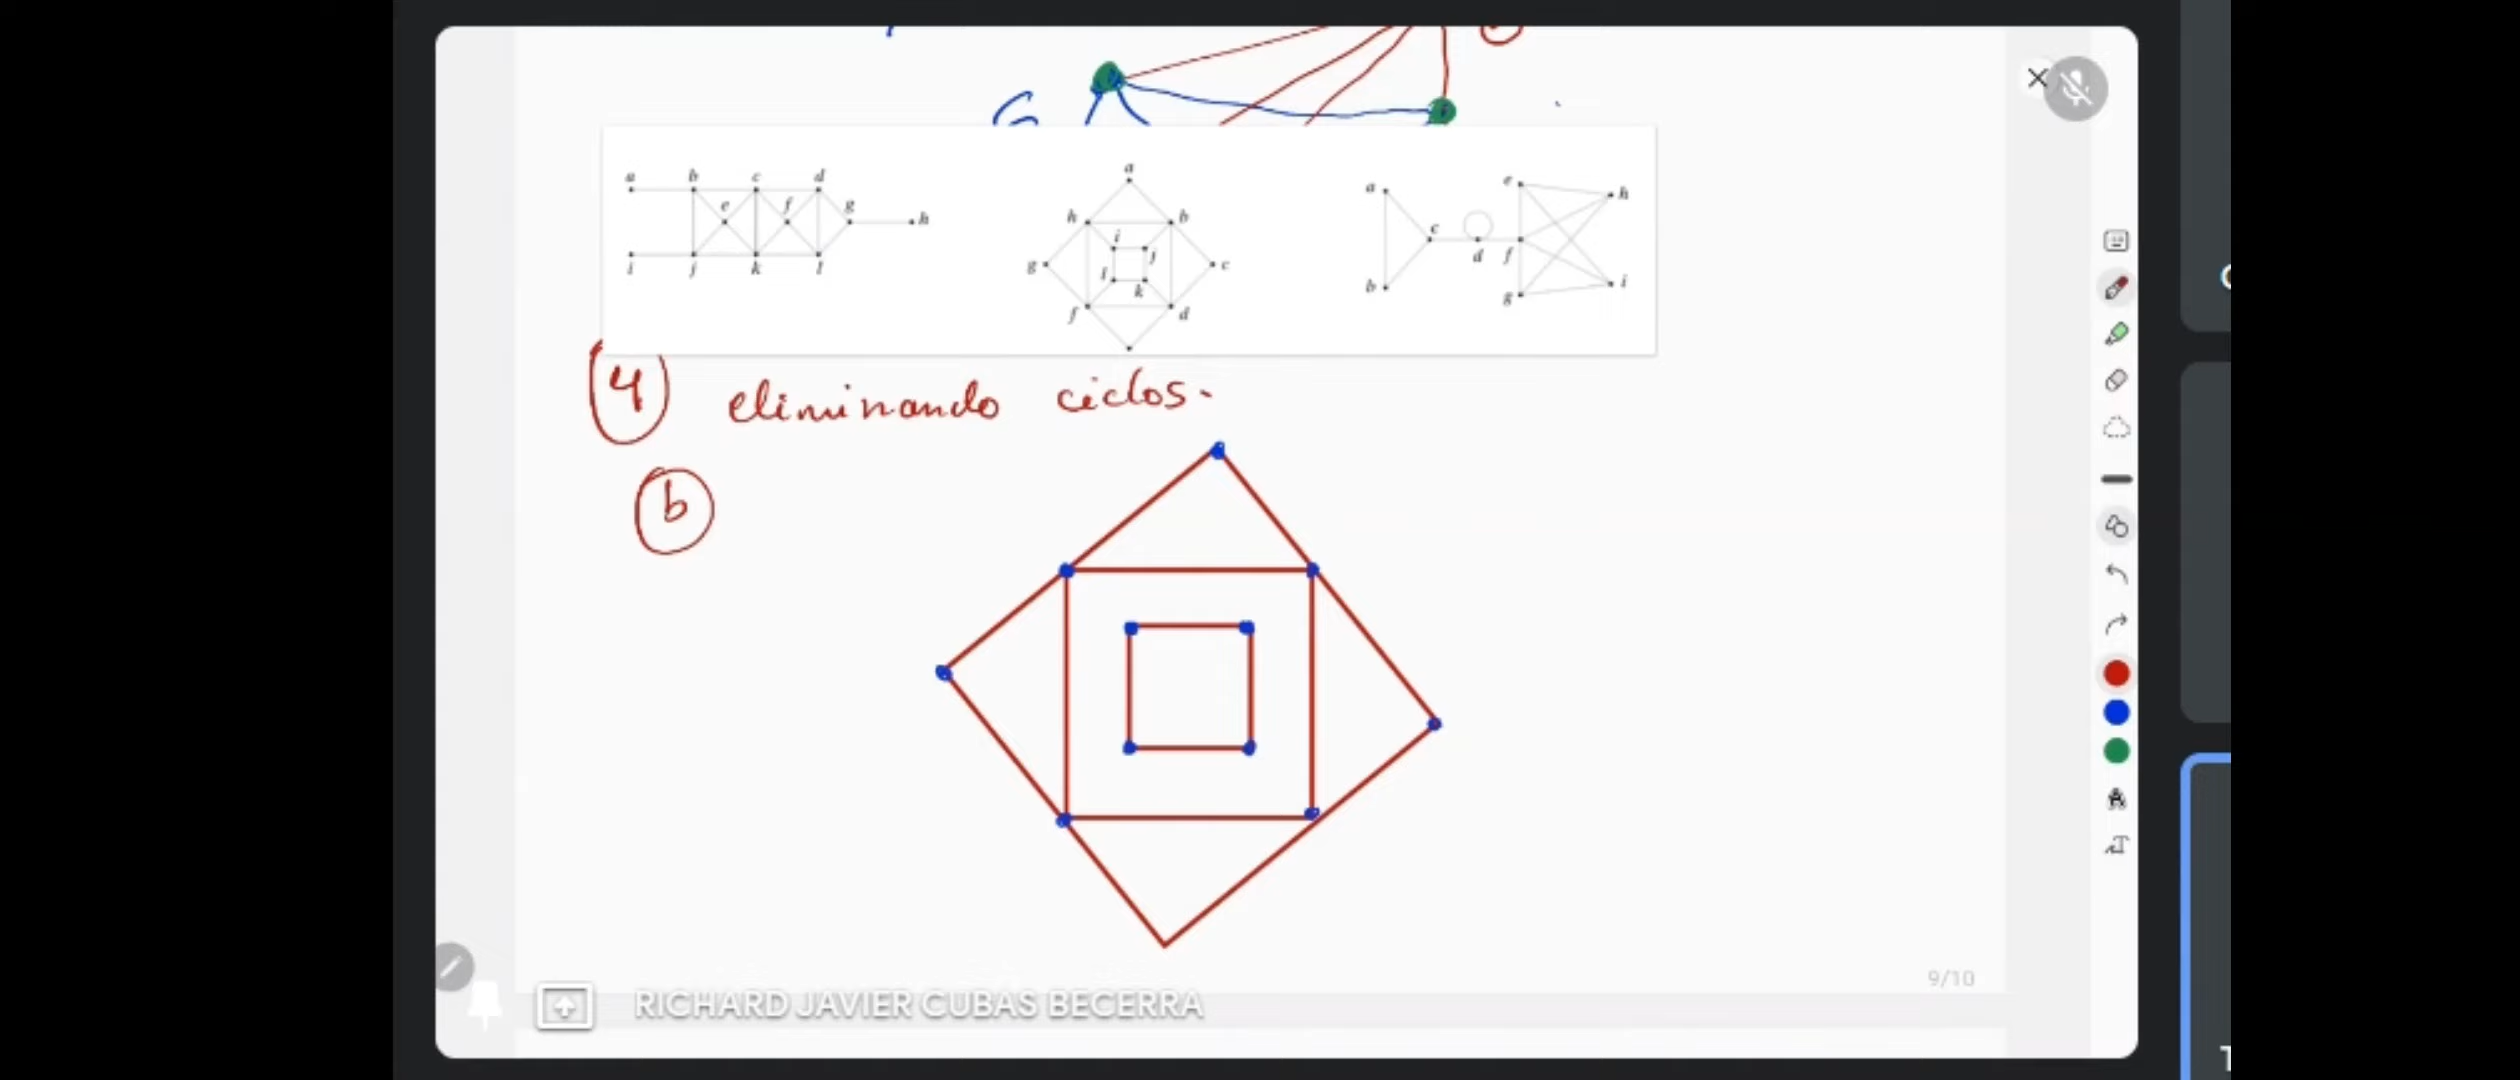 G
a b c d
e f g h
i j k l
a
h b
i
j
g l c
k
f d
e h
a
c
d f
b g i
4 eliminando ciclos.
b
9/10
RICHARD JAVIER CUBAS BECERRA